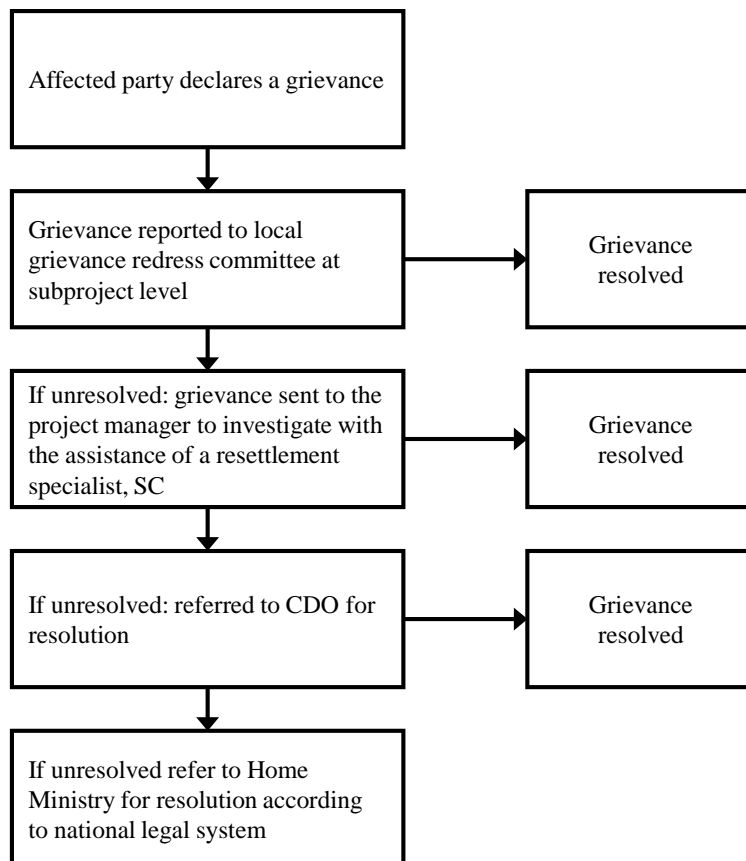 Affected party declares a grievance
Grievance reported to local
grievance redress committee at
subproject level
Grievance
resolved
If unresolved: grievance sent to the
project manager to investigate with
the assistance of a resettlement
specialist, SC
Grievance
resolved
If unresolved: referred to CDO for
resolution
Grievance
resolved
If unresolved refer to Home
Ministry for resolution according
to national legal system